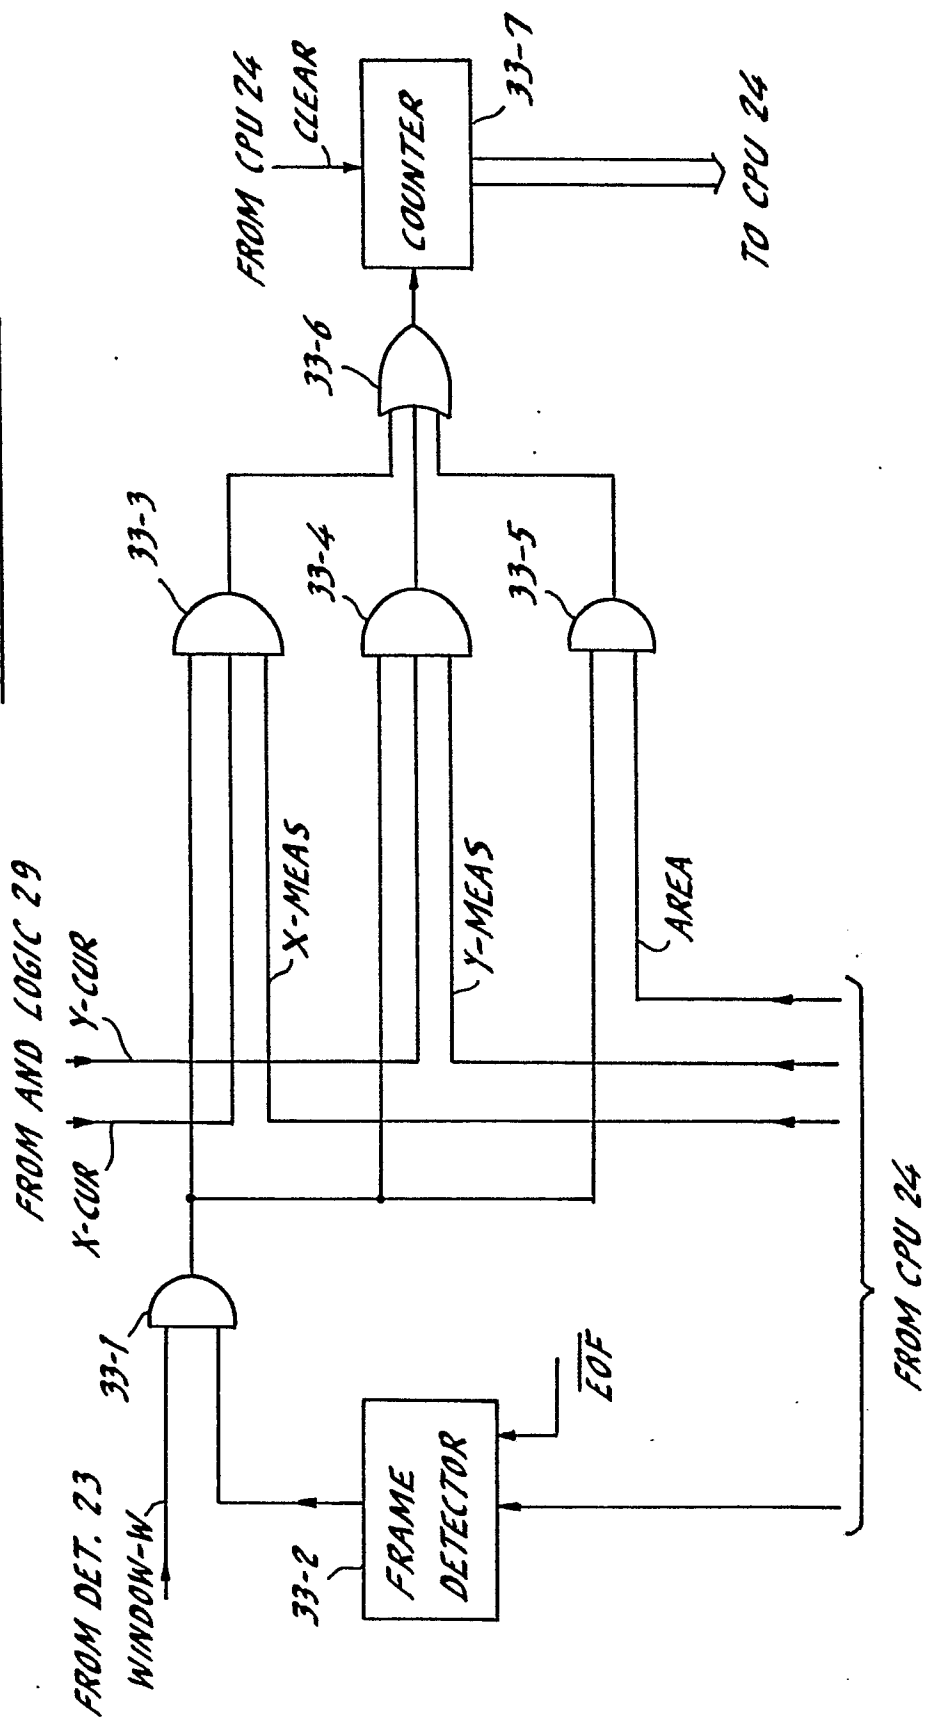 FROM AND LOGIC 29
X-CUR
Y-CUR
FROM DET. 23
WINDOW-W
33-1
33-2
FRAME
DETECTOR
EOF
X-MEAS
Y-MEAS
AREA
33-3
33-4
33-5
33-6
FROM CPU 24
CLEAR
COUNTER
33-7
TO CPU 24
FROM CPU 24